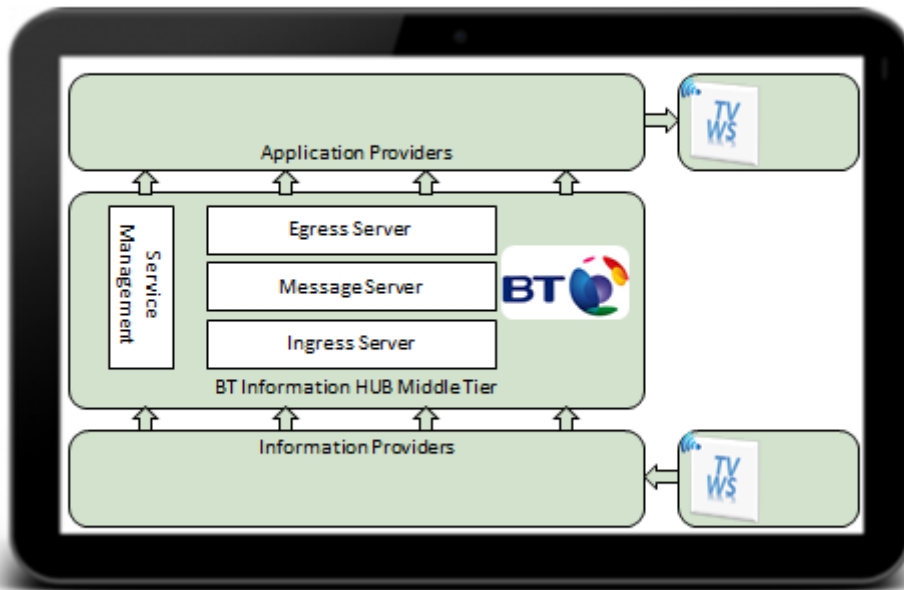 Application Providers
TV
WS
Service
Management
Egress Server
Message Server
Ingress Server
BT
BT Information HUB Middle Tier
Information Providers
TV
WS